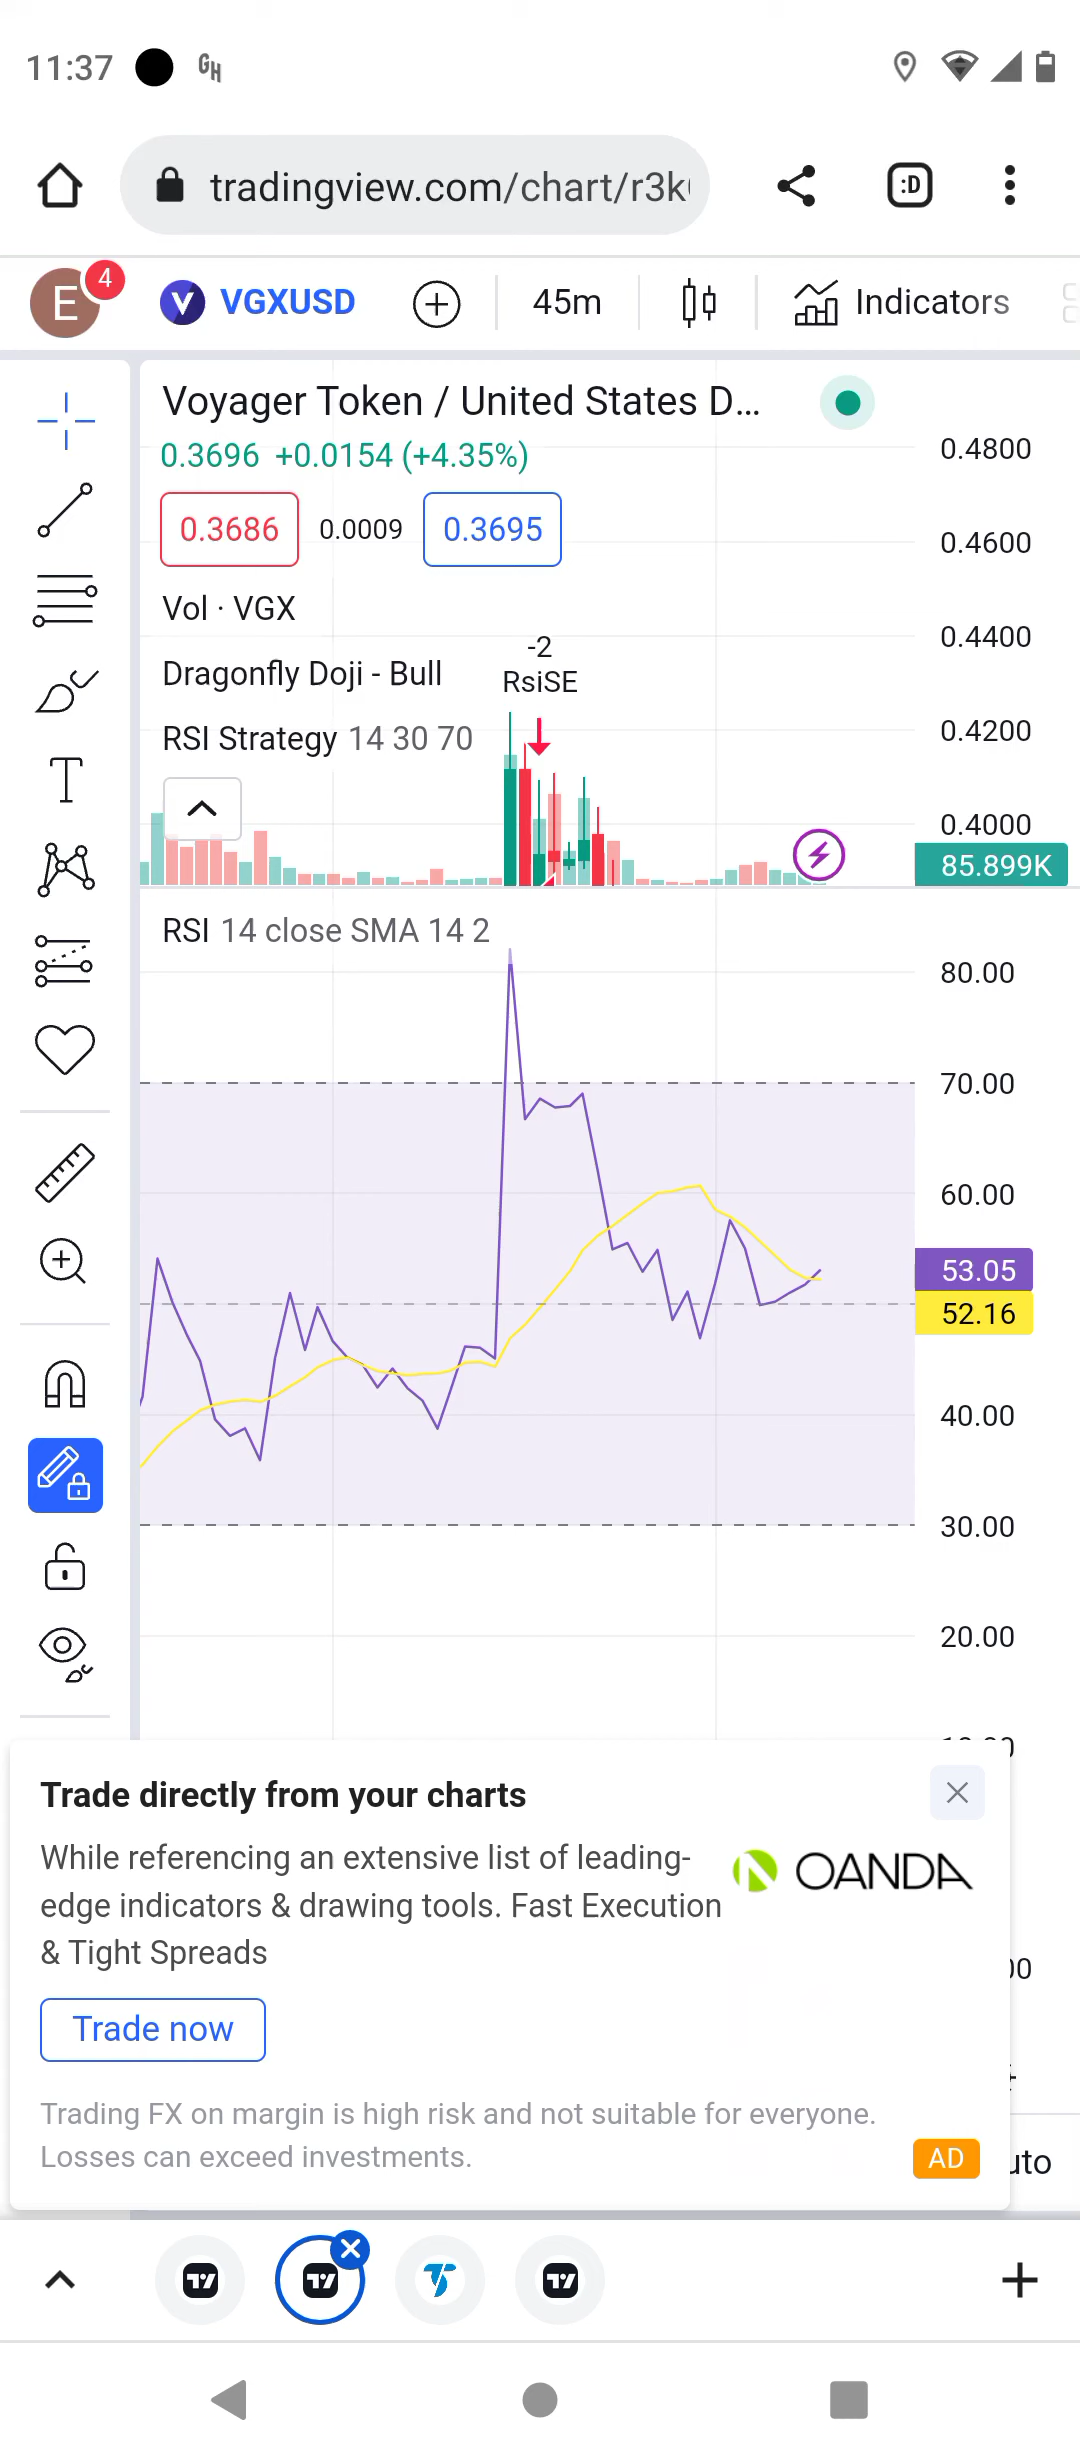 11:37 GH
tradingview.com/chart/r3k
:D
E 4 VGXUSD 45m Indicators
Voyager Token / United States D...
0.3696 +0.0154 (+4.35%)
0.3686 0.0009 0.3695
Vol · VGX
Dragonfly Doji - Bull
RSI Strategy 14 30 70
-2
RsiSE
0.4800
0.4600
0.4400
0.4200
0.4000
85.899K
RSI 14 close SMA 14 2
80.00
70.00
60.00
53.05
52.16
40.00
30.00
20.00
Trade directly from your charts
While referencing an extensive list of leading-
edge indicators & drawing tools. Fast Execution
& Tight Spreads
OANDA
Trade now
Trading FX on margin is high risk and not suitable for everyone.
Losses can exceed investments.
AD
uto